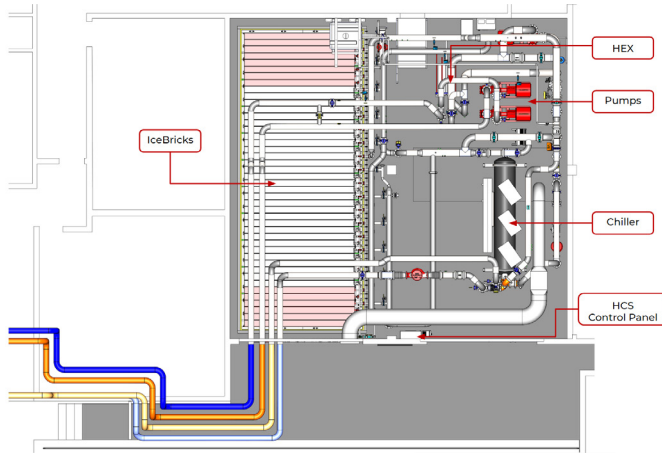 HEX
Pumps
IceBricks
Chiller
HCS
Control Panel